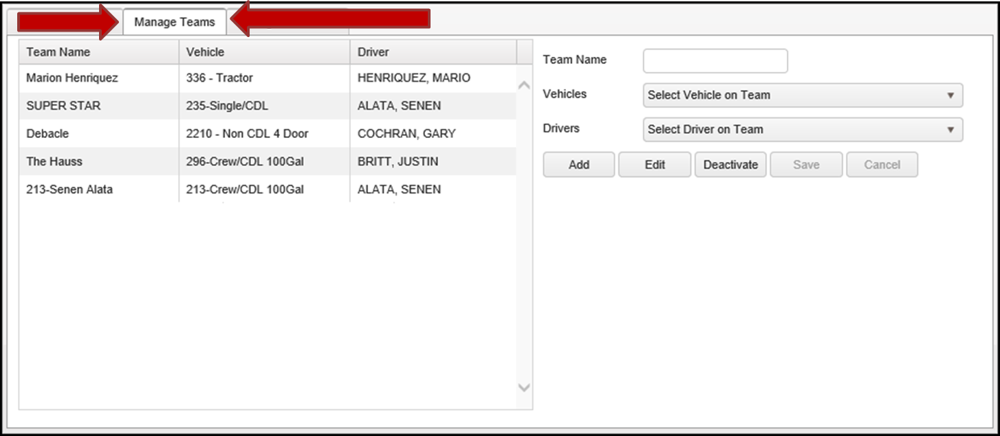 Manage Teams
Team Name Vehicle Driver
Marion Henriquez 336 - Tractor HENRIQUEZ, MARIO
SUPER STAR 235-Single/CDL ALATA, SENEN
Debacle 2210 - Non CDL 4 Door COCHRAN, GARY
The Hauss 296-Crew/CDL 100Gal BRITT, JUSTIN
213-Senen Alata 213-Crew/CDL 100Gal ALATA, SENEN
Team Name
Vehicles Select Vehicle on Team
Drivers Select Driver on Team
Add Edit Deactivate Save Cancel